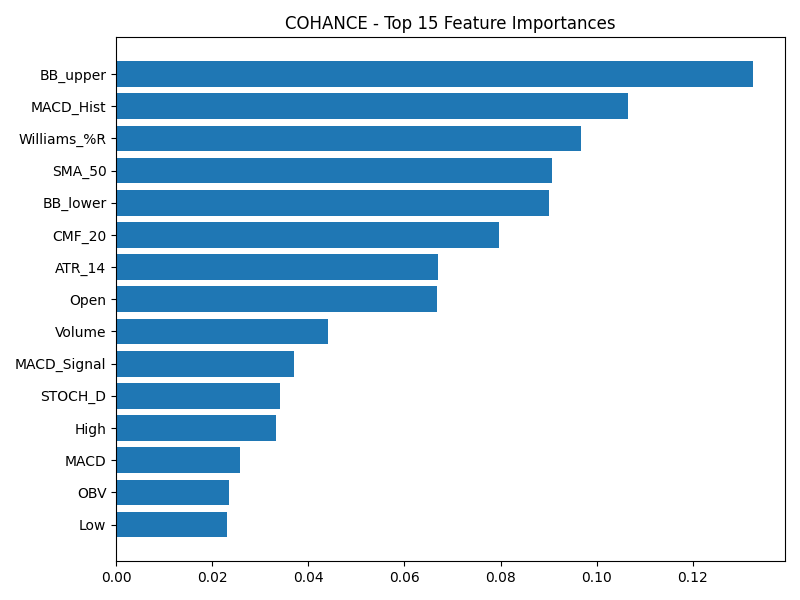 COHANCE - Top 15 Feature Importances
BB_upper
MACD_Hist
Williams_%R
SMA_50
BB_lower
CMF_20
ATR_14
Open
Volume
MACD_Signal
STOCH_D
High
MACD
OBV
Low
0.00 0.02 0.04 0.06 0.08 0.10 0.12